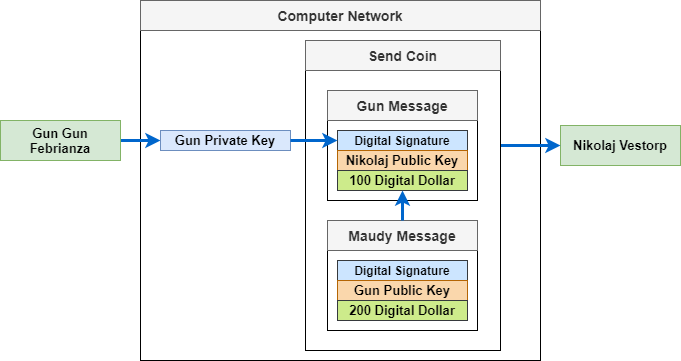 Computer Network
Send Coin
Gun Message
Gun Gun
Febrianza
Gun Private Key
Digital Signature
Nikolaj Public Key
100 Digital Dollar
Nikolaj Vestorp
Maudy Message
Digital Signature
Gun Public Key
200 Digital Dollar